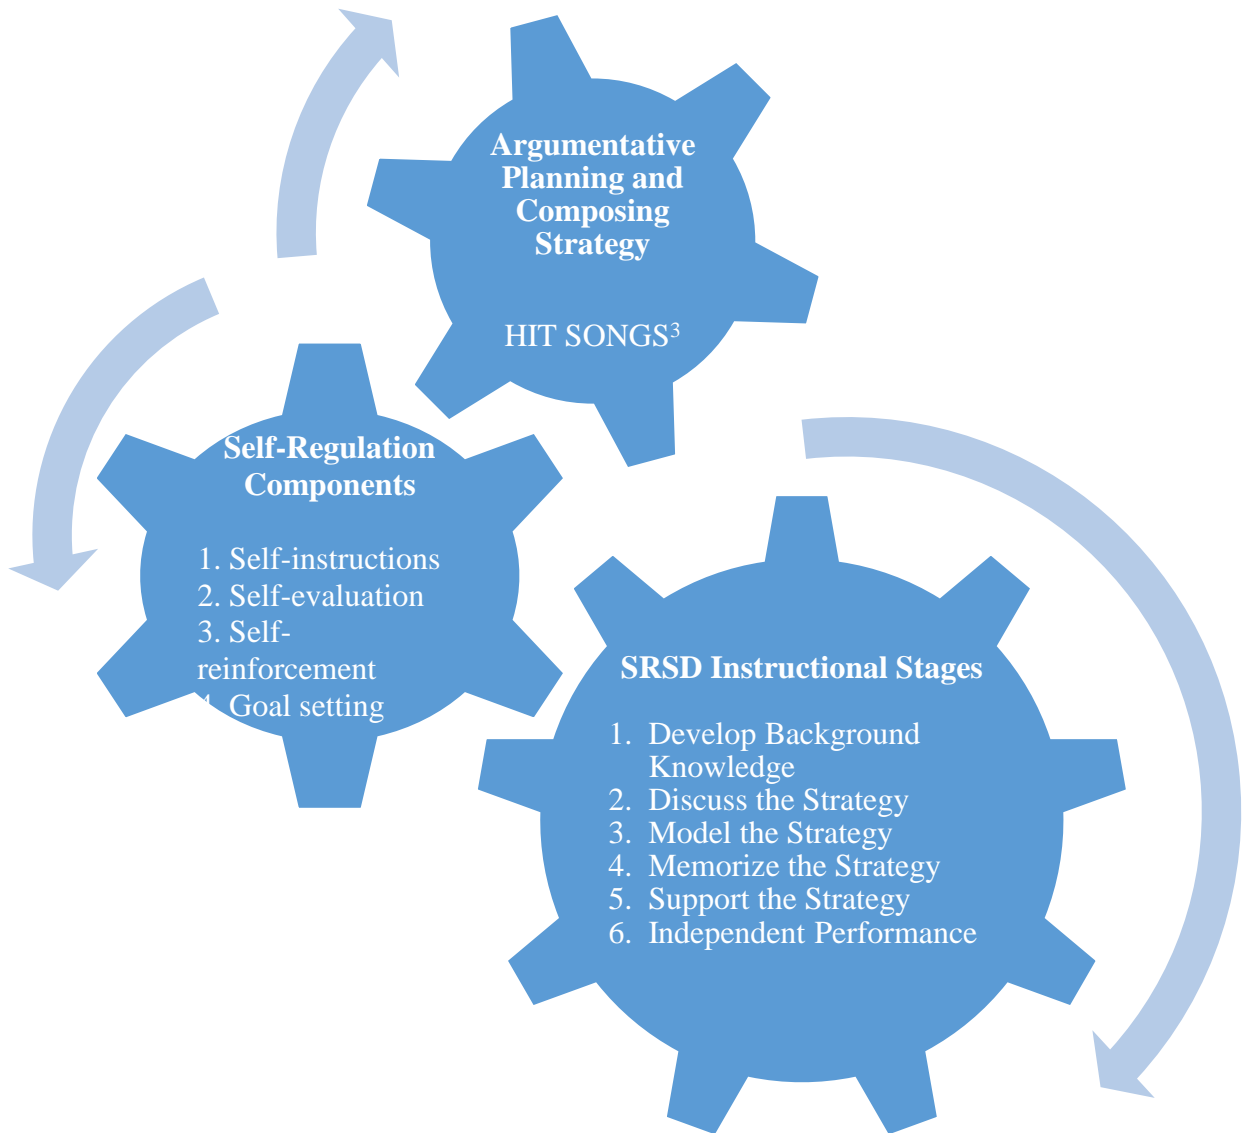 Argumentative
Planning and
Composing
Strategy
HIT SONGS³
Self-Regulation
Components
1. Self-instructions
2. Self-evaluation
3. Self-
reinforcement
4. Goal setting
SRSD Instructional Stages
1. Develop Background
Knowledge
2. Discuss the Strategy
3. Model the Strategy
4. Memorize the Strategy
5. Support the Strategy
6. Independent Performance